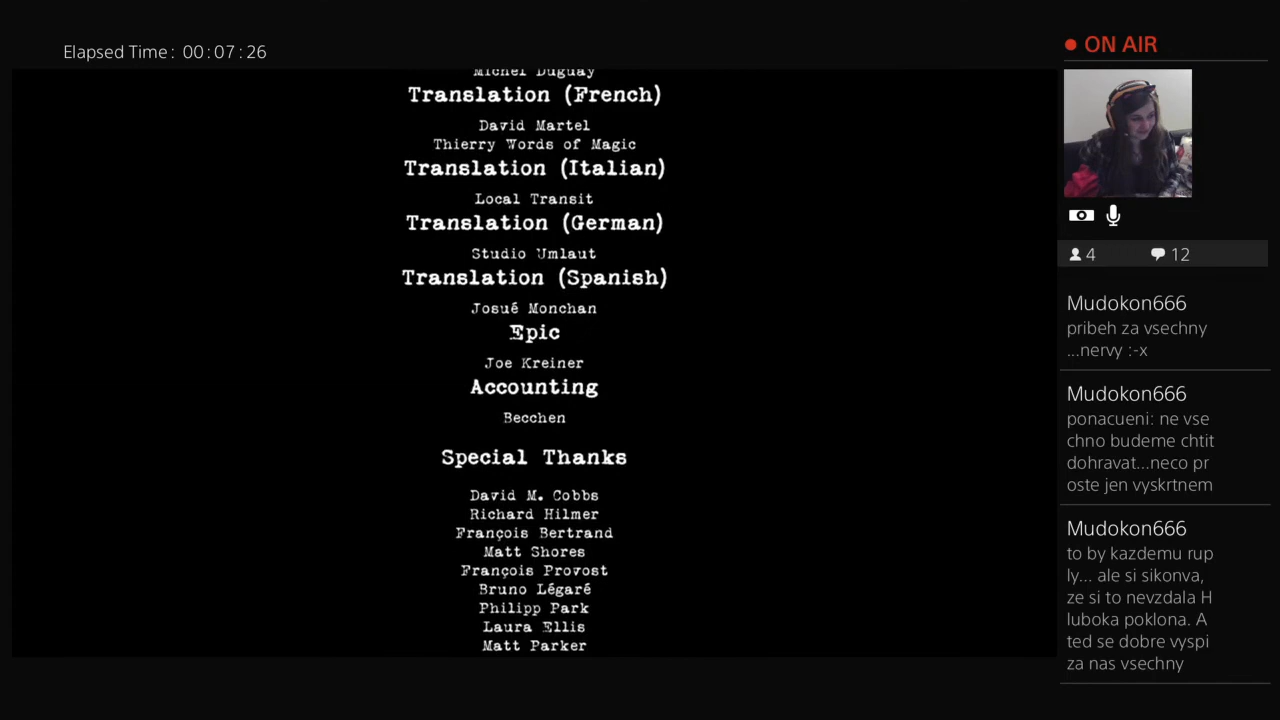 Elapsed Time: 00:07:26
ON AIR
Michel Duguay
Translation (French)
David Martel
Thierry Words of Magic
Translation (Italian)
Local Transit
Translation (German)
Studio Umlaut
Translation (Spanish)
Josué Monchan
Epic
Joe Kreiner
Accounting
Becchen
Special Thanks
David M. Cobbs
Richard Hilmer
François Bertrand
Matt Shores
François Provost
Bruno Légaré
Philipp Park
Laura Ellis
Matt Parker
4
12
Mudokon666
pribeh za vsechny
...nervy :-x
Mudokon666
ponacueni: ne vse
chno budeme chtit
dohravat...neco pr
oste jen vyskrtnem
Mudokon666
to by kazdemu rup
ly... ale si sikonva,
ze si to nevzdala H
luboka poklona. A
ted se dobre vyspi
za nas vsechny